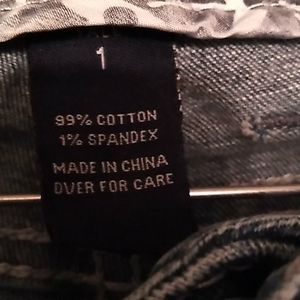 1
99% COTTON
1% SPANDEX
MADE IN CHINA
OVER FOR CARE